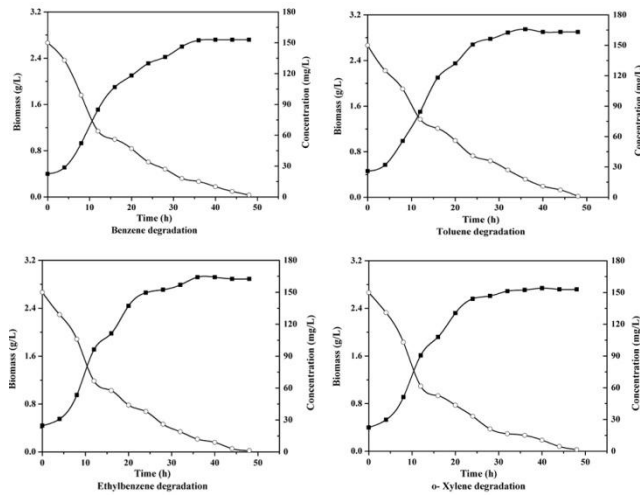 Biomass (g/L)
3.2
2.4
1.6
0.8
0.0
180
150
120
90
60
30
0
Concentration (mg/L)
0 10 20 30 40 50
Time (h)
Benzene degradation
Biomass (g/L)
3.2
2.4
1.6
0.8
0.0
180
150
120
90
60
30
0
Concentration (mg/L)
0 10 20 30 40 50
Time (h)
Toluene degradation
Biomass (g/L)
3.2
2.4
1.6
0.8
0.0
180
150
120
90
60
30
0
Concentration (mg/L)
0 10 20 30 40 50
Time (h)
Ethylbenzene degradation
Biomass (g/L)
3.2
2.4
1.6
0.8
0.0
180
150
120
90
60
30
0
Concentration (mg/L)
0 10 20 30 40 50
Time (h)
o- Xylene degradation